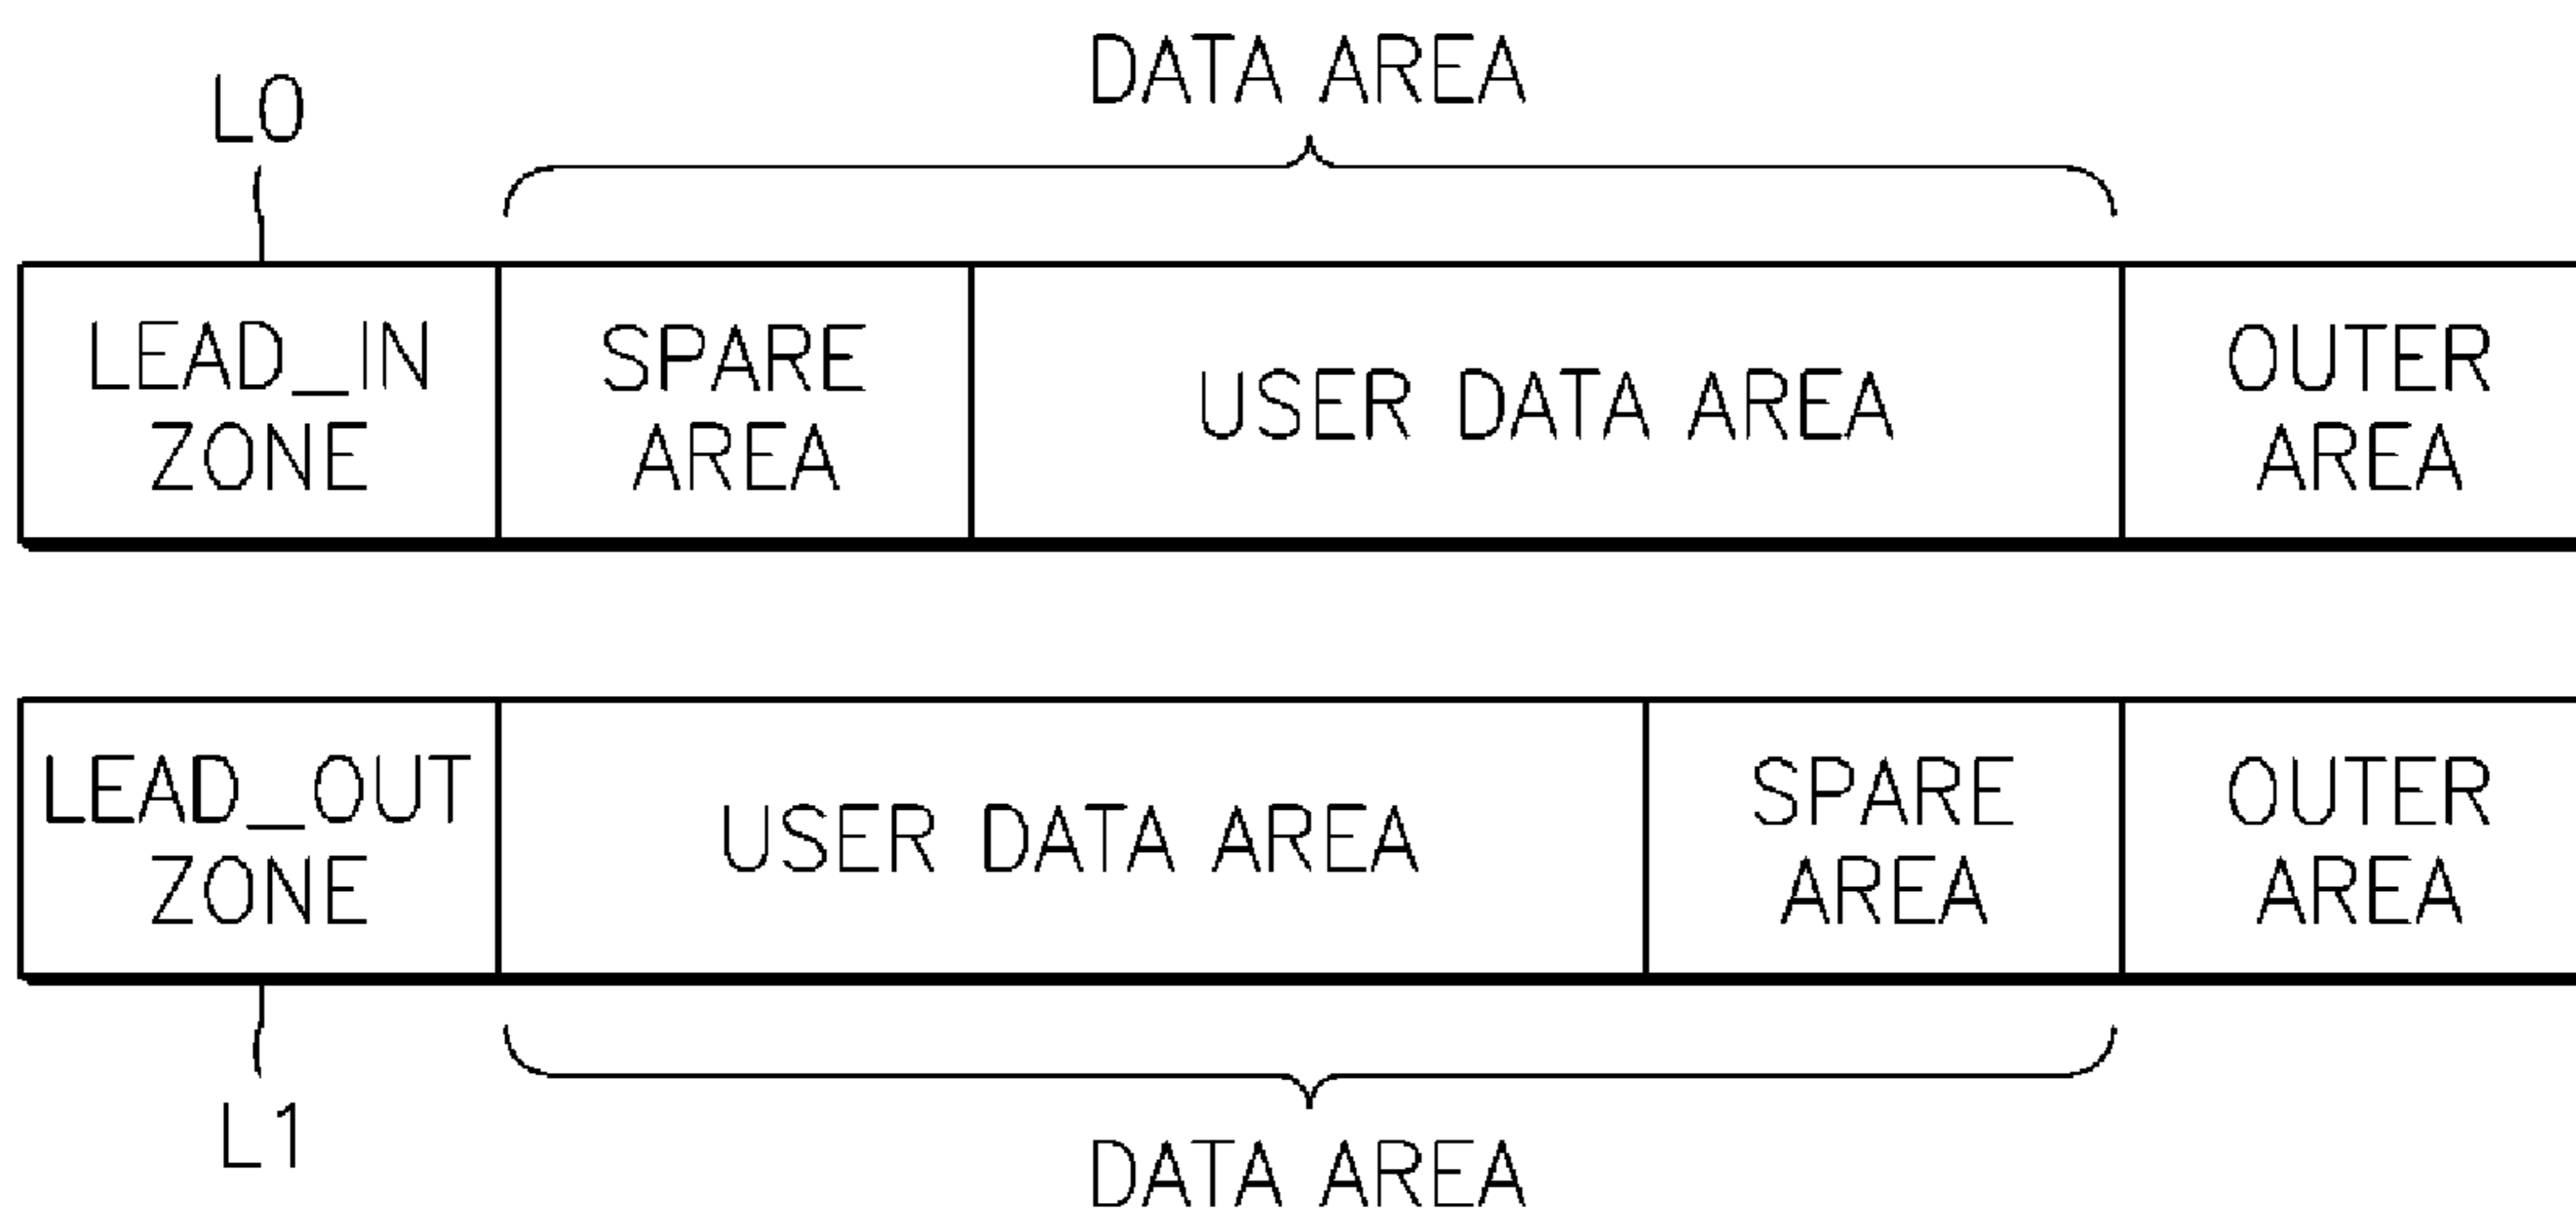 DATA AREA
L0
LEAD_IN
ZONE
SPARE
AREA
USER DATA AREA
OUTER
AREA
LEAD_OUT
ZONE
USER DATA AREA
SPARE
AREA
OUTER
AREA
L1
DATA AREA